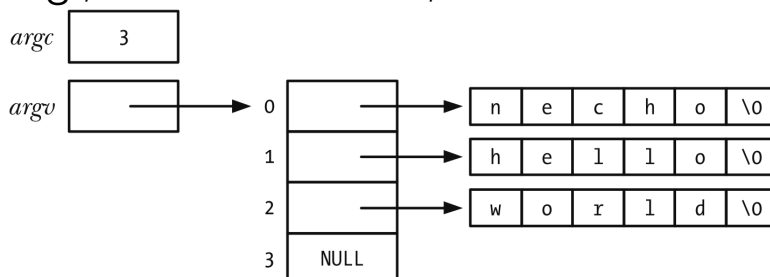 argc 3
argv 0 n e c h o \0
1 h e l l o \0
2 w o r l d \0
3 NULL